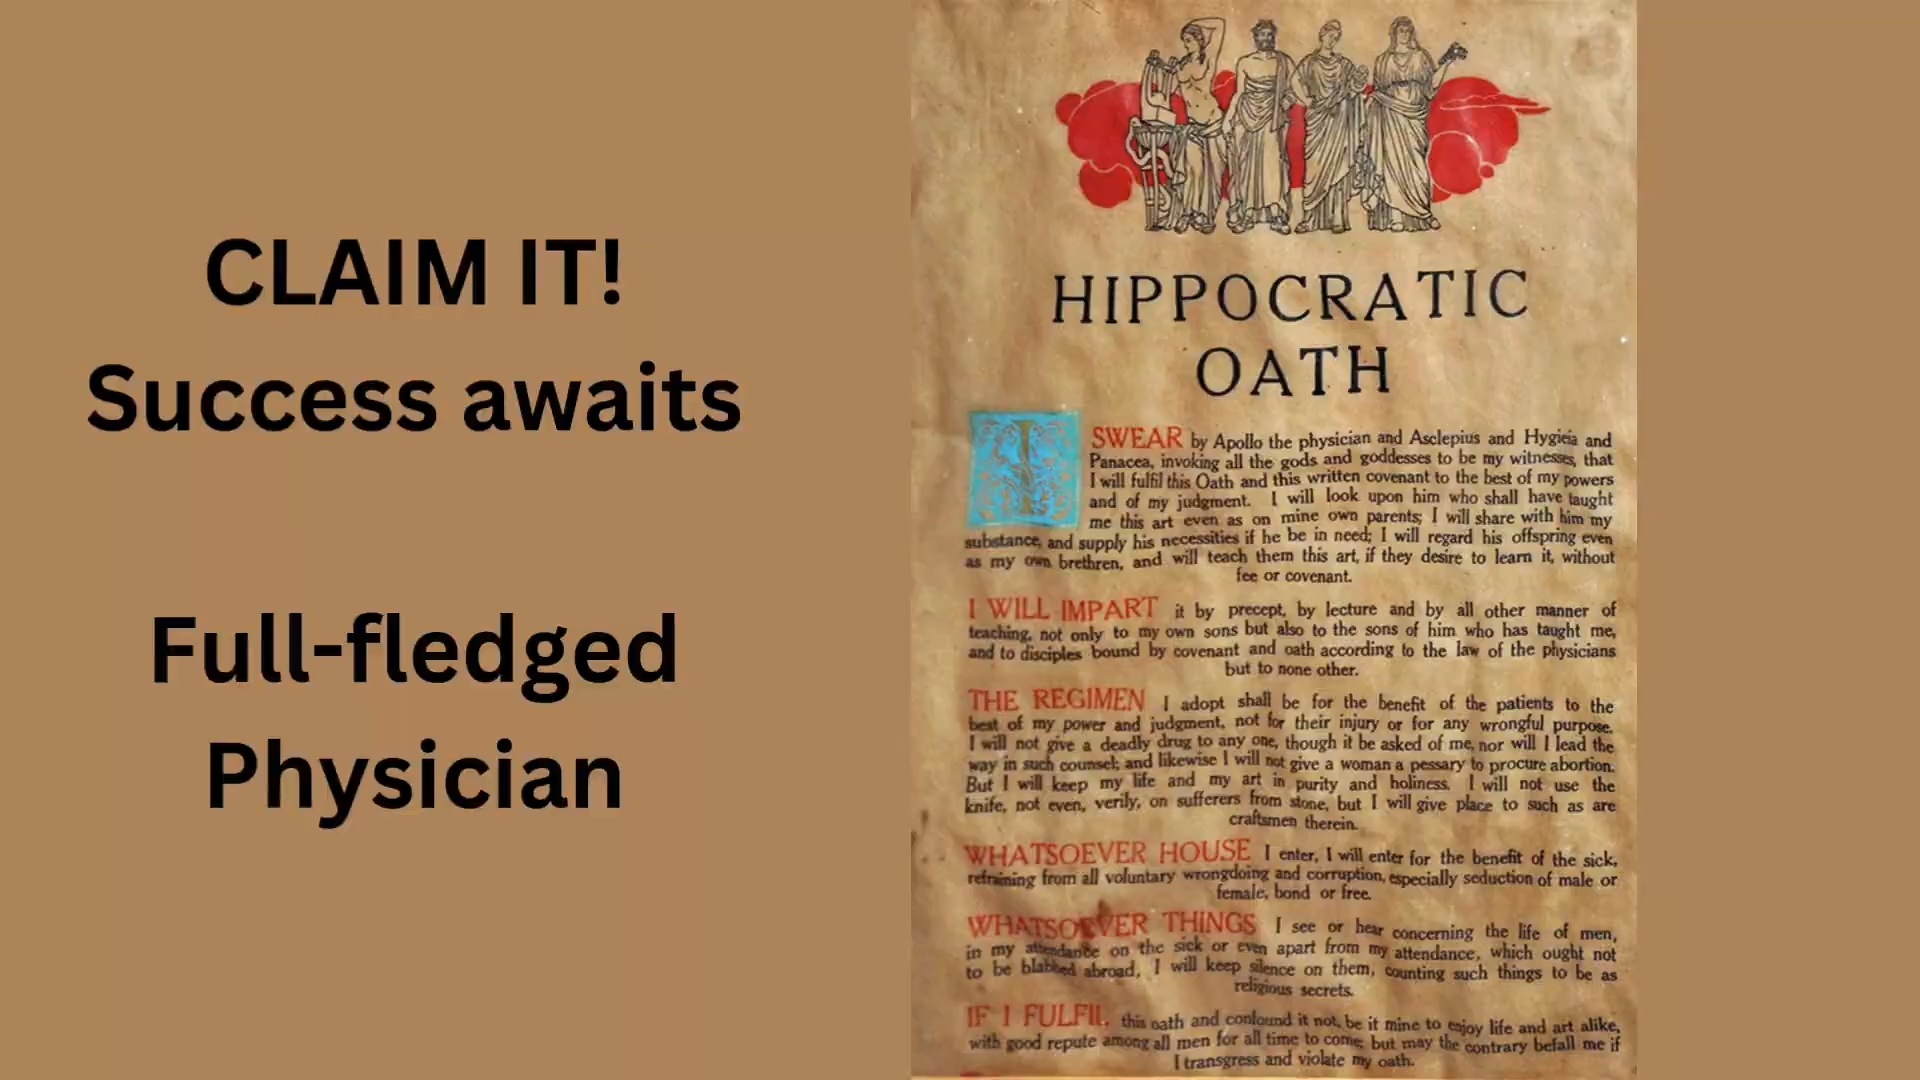 CLAIM IT!
Success awaits
Full-fledged
Physician
HIPPOCRATIC
OATH
I SWEAR by Apollo the physician and Asclepius and Hygieia and
Panacea, invoking all the gods and goddesses to be my witnesses, that
I will fulfil this Oath and this written covenant to the best of my powers
and of my judgment. I will look upon him who shall have taught
me this art even as on mine own parents; I will share with him my
substance, and supply his necessities if he be in need; I will regard his offspring even
as my own brethren, and will teach them this art, if they desire to learn it, without
fee or covenant.
I WILL IMPART it by precept, by lecture and by all other manner of
teaching, not only to my own sons but also to the sons of him who has taught me,
and to disciples bound by covenant and oath according to the law of the physicians
but to none other.
THE REGIMEN I adopt shall be for the benefit of the patients to the
best of my power and judgment, not for their injury or for any wrongful purpose.
I will not give a deadly drug to any one, though it be asked of me, nor will I lead the
way in such counsel; and likewise I will not give a woman a pessary to procure abortion.
But I will keep my life and my art in purity and holiness. I will not use the
knife, not even, verily, on sufferers from stone, but I will give place to such as are
craftsmen therein.
WHATSOEVER HOUSE I enter, I will enter for the benefit of the sick,
refraining from all voluntary wrongdoing and corruption, especially seduction of male or
female, bond or free.
WHATSOEVER THINGS I see or hear concerning the life of men,
in my attendance on the sick or even apart from my attendance, which ought not
to be blabbed abroad, I will keep silence on them, counting such things to be as
religious secrets.
IF I FULFIL this oath and confound it not, be it mine to enjoy life and art alike,
with good repute among all men for all time to come; but may the contrary befall me if
I transgress and violate my oath.